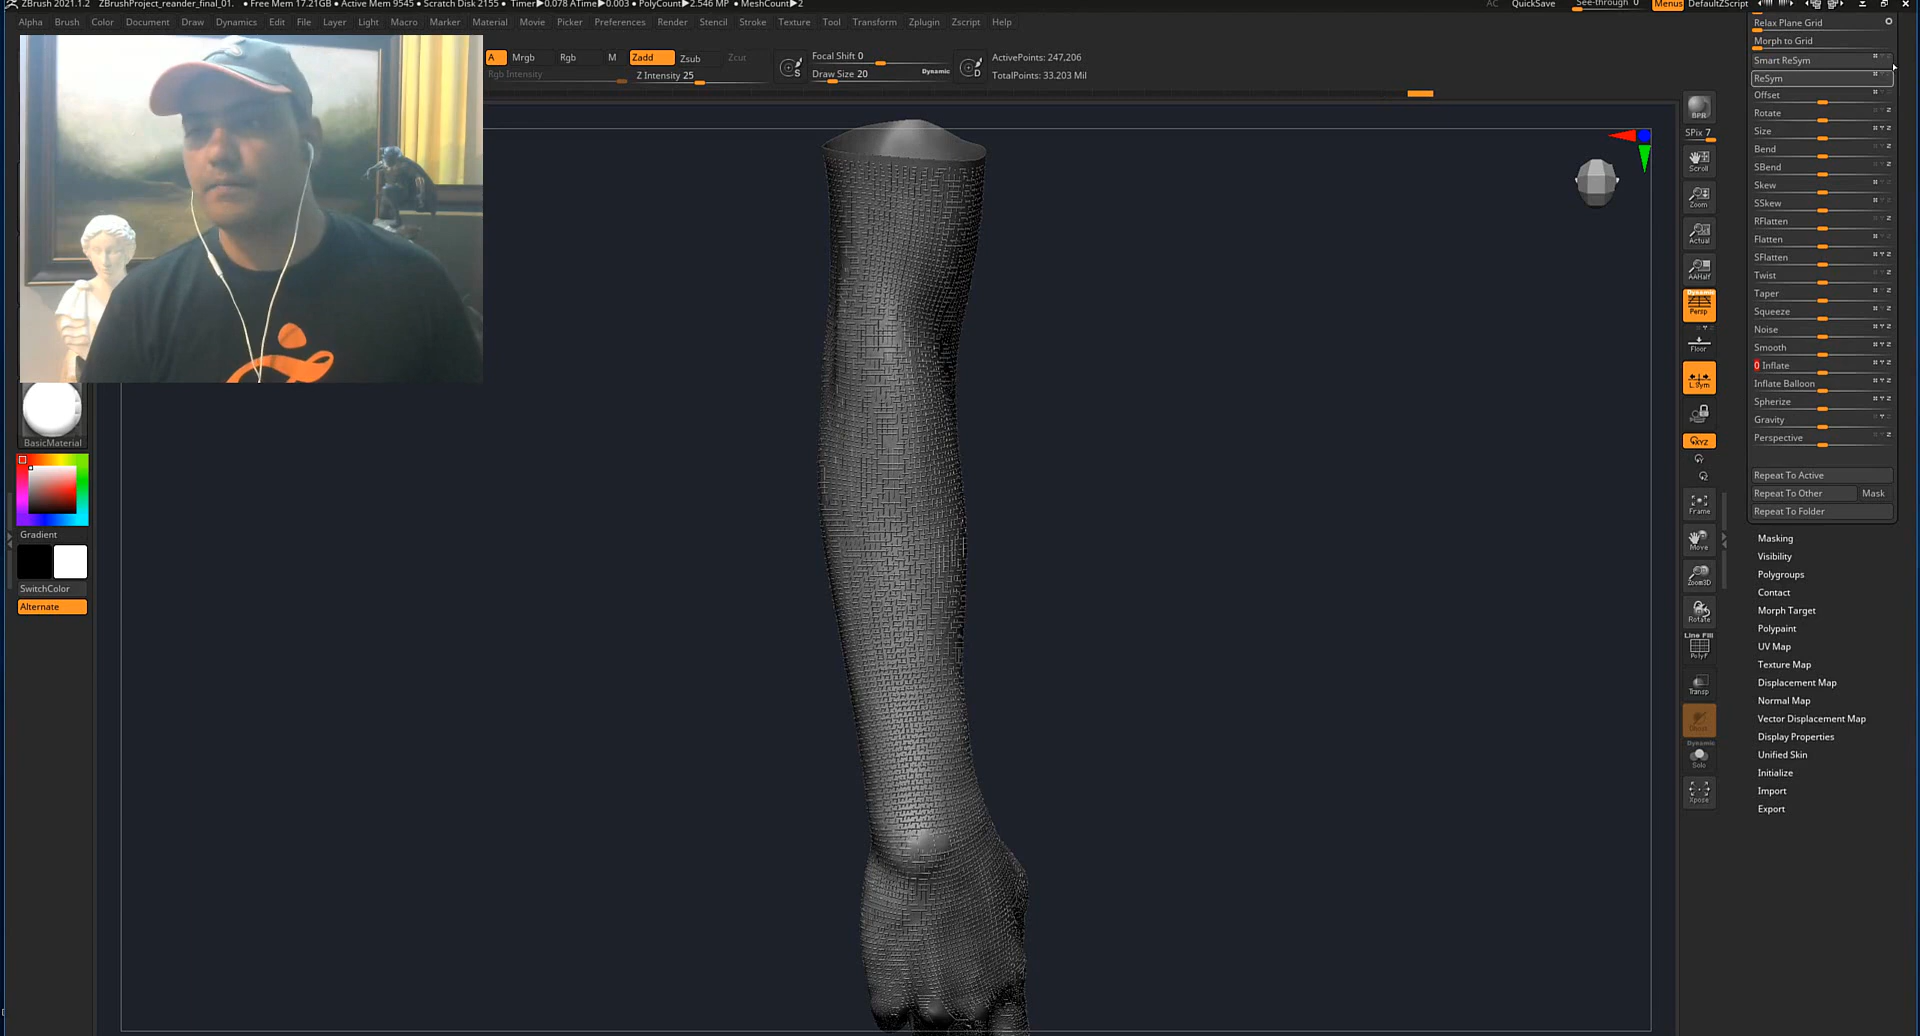 ZBrush 2021.1.2 ZBrushProject_reander_final_01. • Free Mem 17.21GB • Active Mem 9545 • Scratch Disk 2155 • Timer▶0.078 ATime▶0.003 • PolyCount▶2.546 MP • MeshCount▶2 AC QuickSave See-through 0 Menus DefaultZScript
Alpha Brush Color Document Draw Dynamics Edit File Layer Light Macro Marker Material Movie Picker Preferences Render Stencil Stroke Texture Tool Transform Zplugin Zscript Help
A Mrgb Rgb M Zadd Zsub Zcut Focal Shift 0 ActivePoints: 247,206
Rgb Intensity Z Intensity 25 S Draw Size 20 Dynamic D TotalPoints: 33.203 Mil
BasicMaterial
Gradient
SwitchColor
Alternate
BPR
SPix 7
Scroll
Zoom
Actual
AAHalf
Dynamic
Persp
Floor
L.Sym
XYZ
Y
Z
Frame
Move
Zoom3D
Rotate
Line Fill
PolyF
Transp
Dynamic
Solo
Xpose
Relax Plane Grid
Morph to Grid
Smart ReSym
ReSym
Offset
Rotate
Size
Bend
SBend
Skew
SSkew
RFlatten
Flatten
SFlatten
Twist
Taper
Squeeze
Noise
Smooth
0 Inflate
Inflate Balloon
Spherize
Gravity
Perspective
Repeat To Active
Repeat To Other Mask
Repeat To Folder
Masking
Visibility
Polygroups
Contact
Morph Target
Polypaint
UV Map
Texture Map
Displacement Map
Normal Map
Vector Displacement Map
Display Properties
Unified Skin
Initialize
Import
Export